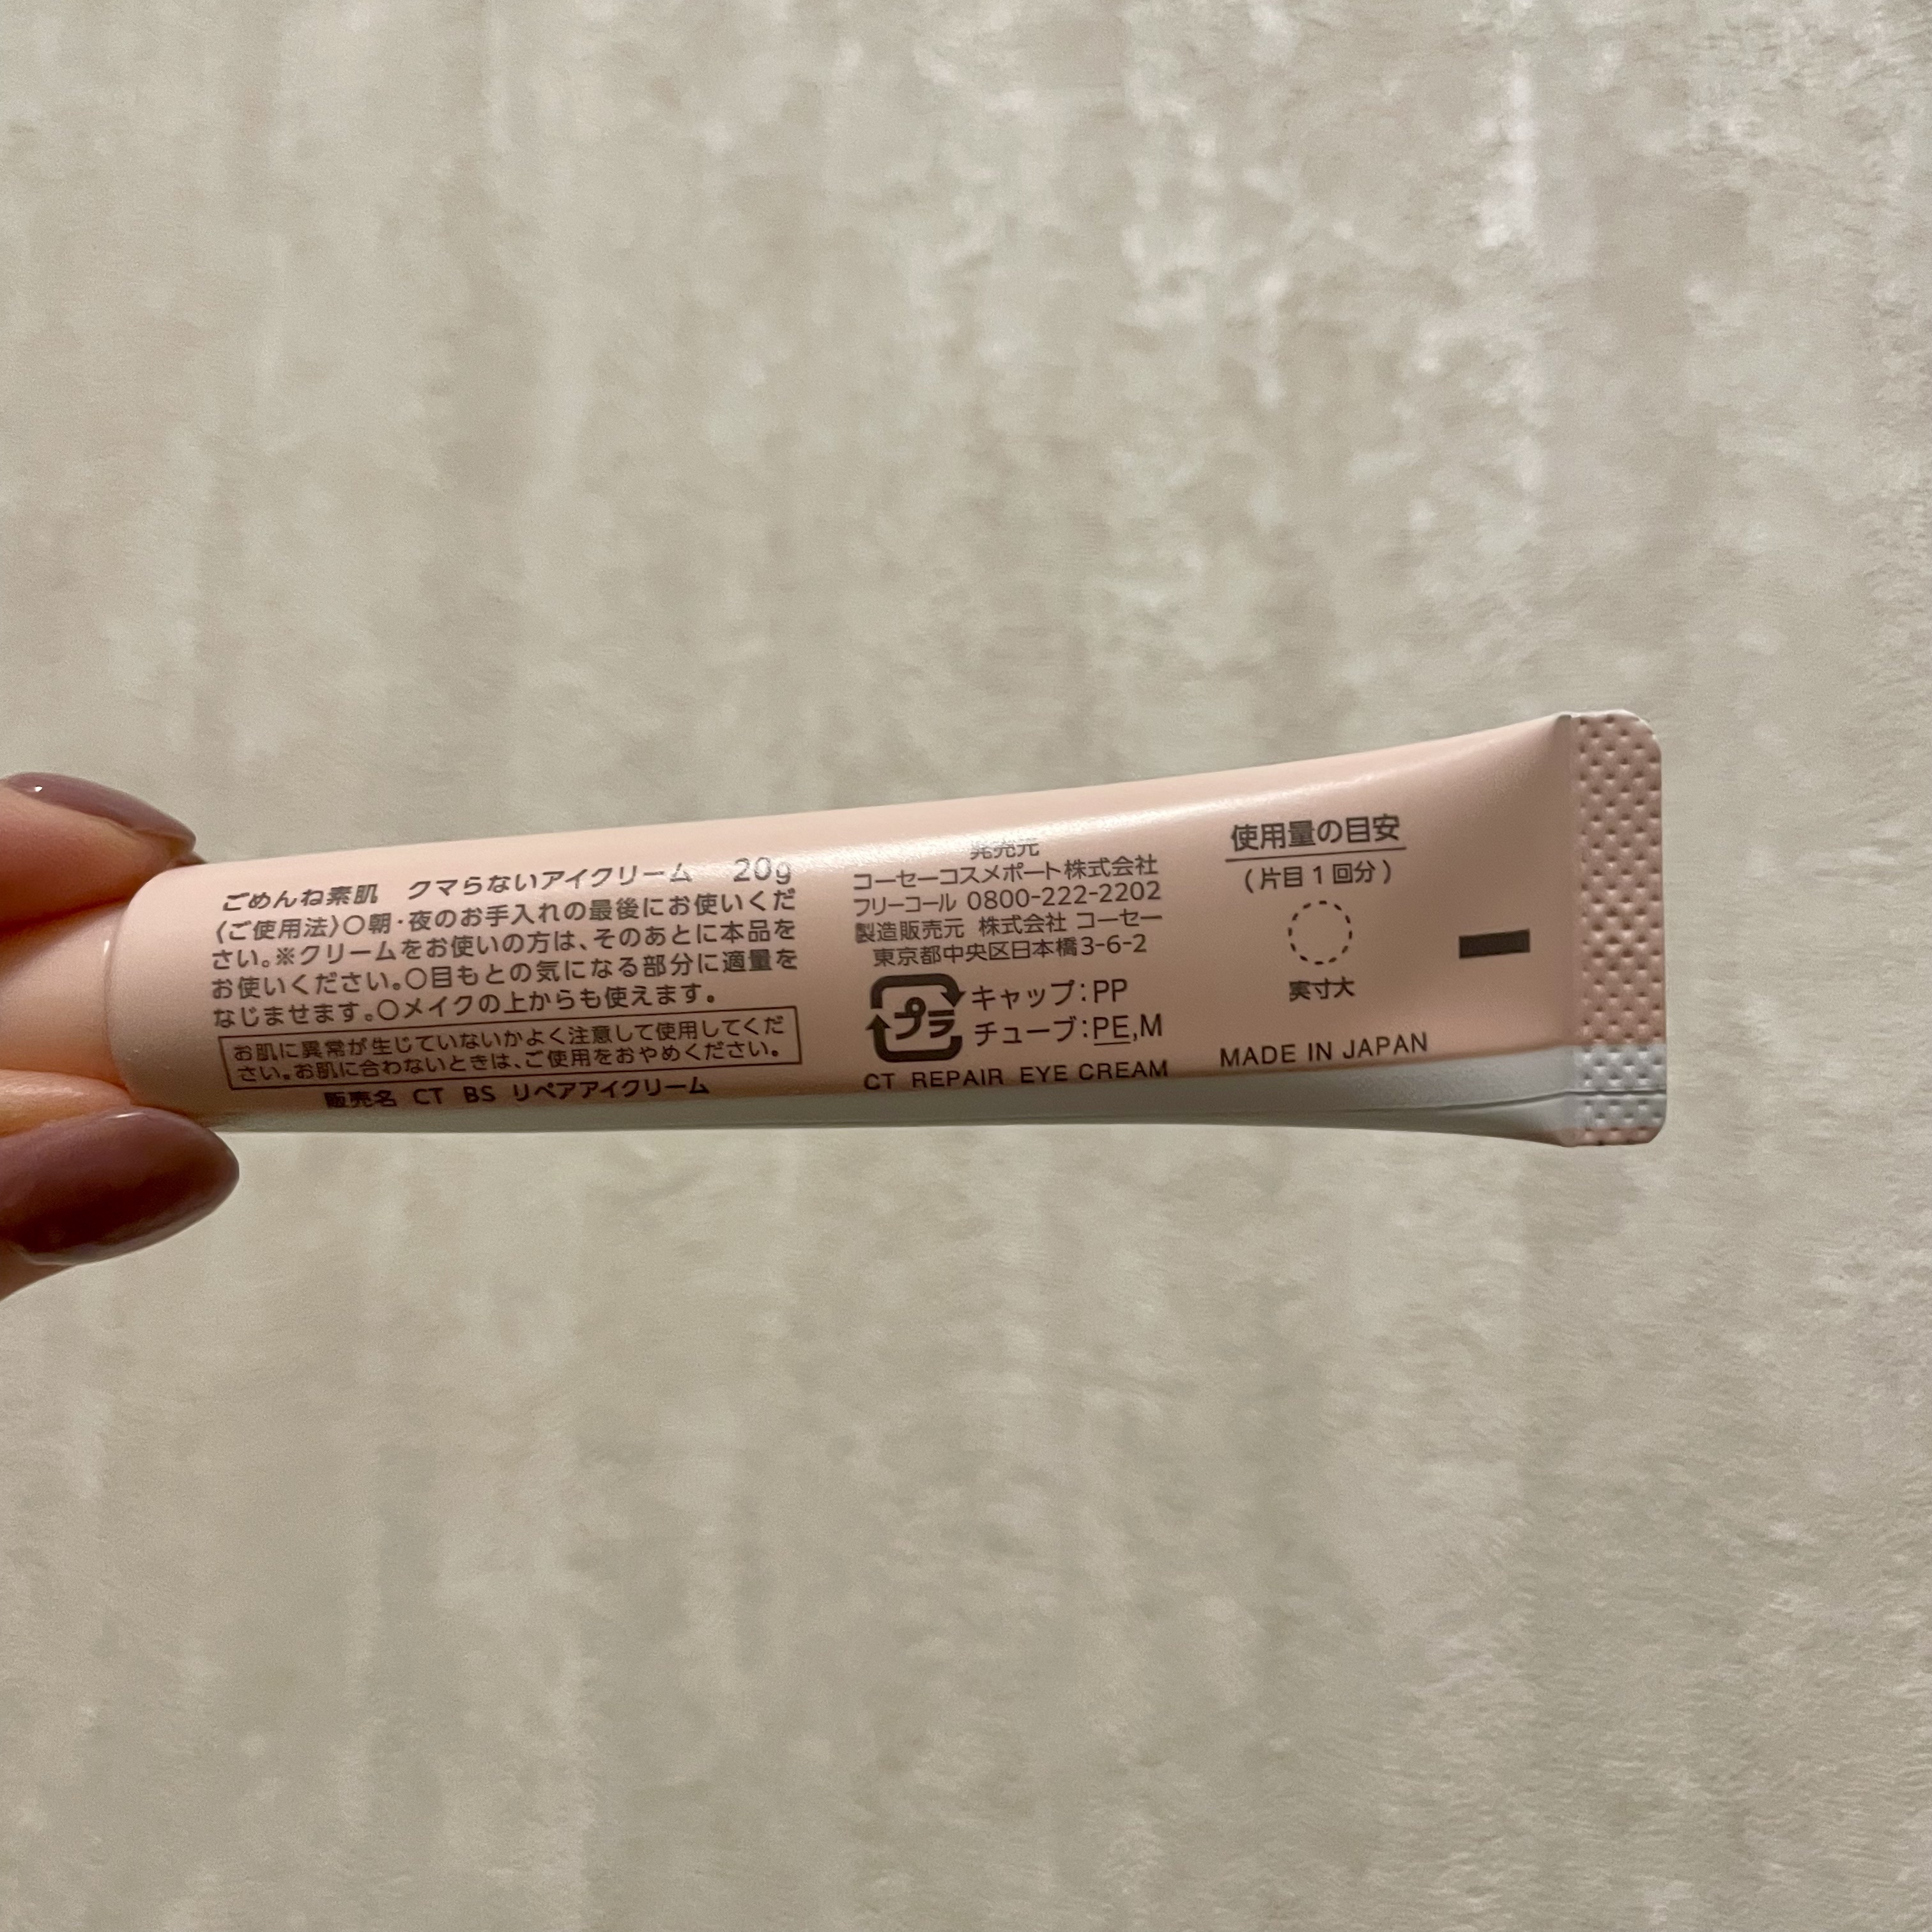 ごめんね素肌 クマらないアイクリーム 20g
〈ご使用法〉〇朝・夜のお手入れの最後にお使いくだ
さい。※クリームをお使いの方は、そのあとに本品を
お使いください。〇目もとの気になる部分に適量を
なじませます。〇メイクの上からも使えます。
お肌に異常が生じていないかよく注意して使用してくだ
さい。お肌に合わないときは、ご使用をおやめください。
販売名 CT BS リペアアイクリーム
発売元
コーセーコスメポート株式会社
フリーコール 0800-222-2202
製造販売元 株式会社 コーセー
東京都中央区日本橋3-6-2
プラ
キャップ:PP
チューブ:PE,M
CT REPAIR EYE CREAM
使用量の目安
(片目1回分)
実寸大
MADE IN JAPAN